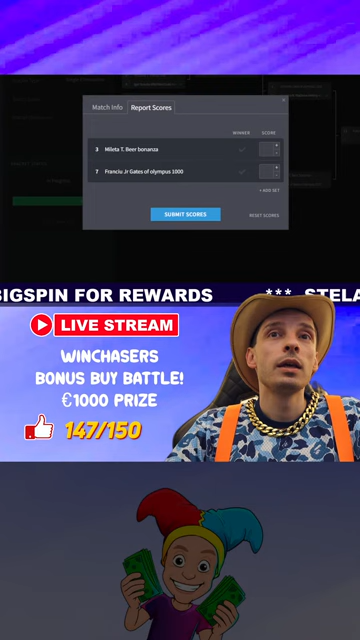 Match Info Report Scores
WINNER SCORE
3 Mileta T. Beer bonanza
7 Franciu Jr Gates of olympus 1000
+ ADD SET
SUBMIT SCORES RESET SCORES
BIGSPIN FOR REWARDS *** STELA
LIVE STREAM
WINCHASERS
BONUS BUY BATTLE!
€1000 PRIZE
147/150